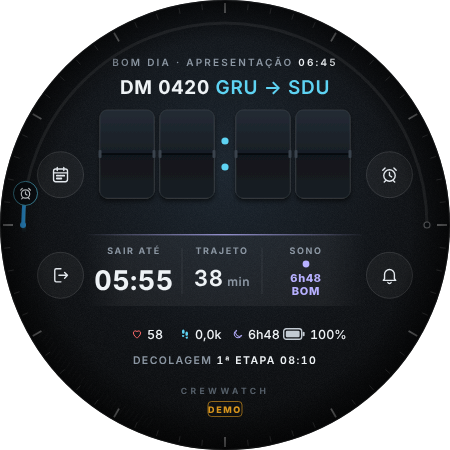 BOM DIA · APRESENTAÇÃO 06:45
DM 0420 GRU → SDU
SAIR ATÉ TRAJETO SONO
05:55 38 min 6h48 BOM
58 0,0k 6h48 100%
DECOLAGEM 1ª ETAPA 08:10
CREWWATCH
DEMO